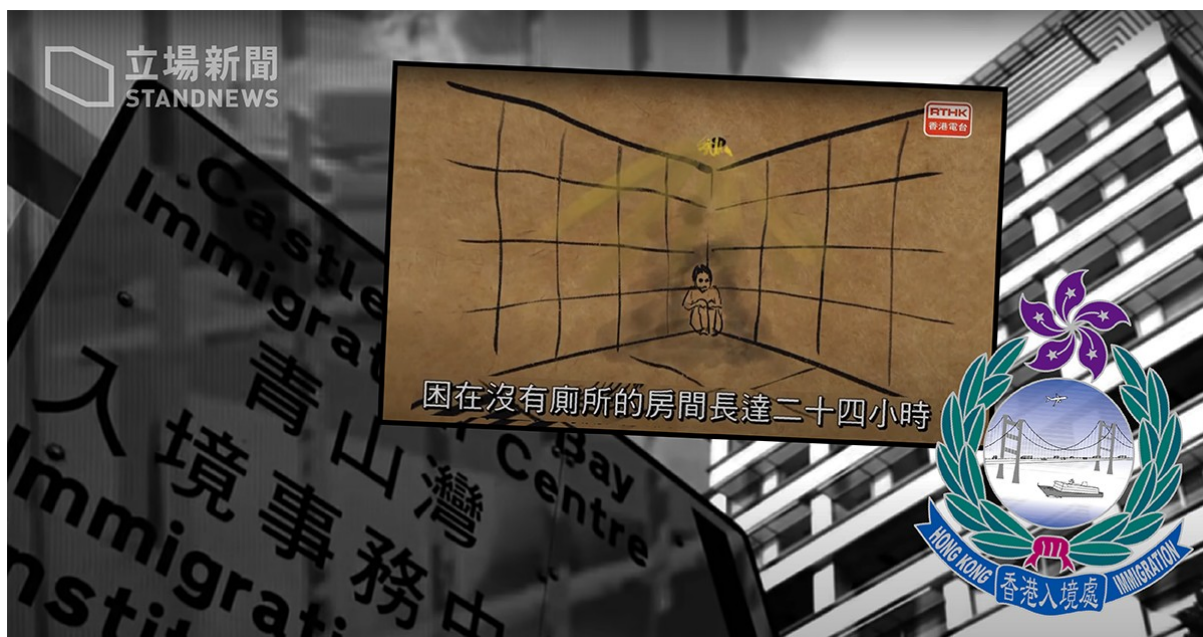 立場新聞
STANDNEWS
RTHK
香港電台
困在沒有廁所的房間長達二十四小時
Castle
Bay
Immigrat
Centre
青山灣
入境事務中
Immigrati
nstit
HONG KONG
香港入境處
IMMIGRATION